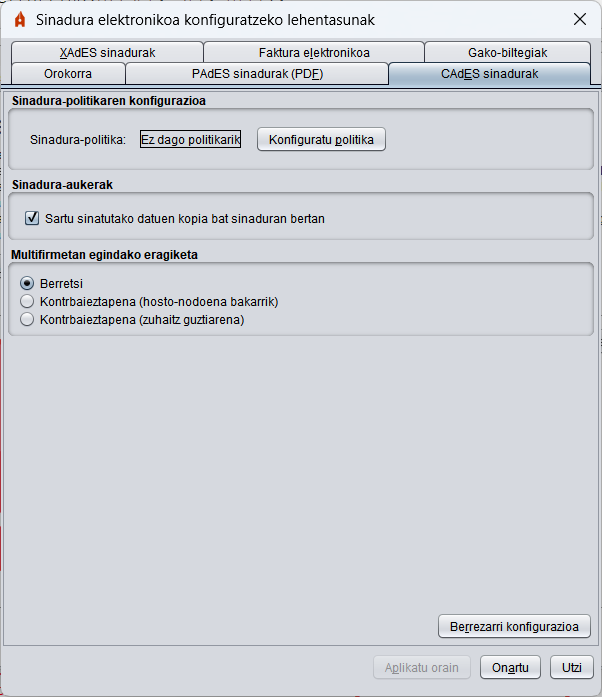 Sinadura elektronikoa konfiguratzeko lehentasunak
XAdES sinadurak
Faktura elektronikoa
Gako-biltegiak
Orokorra
PAdES sinadurak (PDF)
CAdES sinadurak
Sinadura-politikaren konfigurazioa
Sinadura-politika: Ez dago politikarik Konfiguratu politika
Sinadura-aukerak
Sartu sinatutako datuen kopia bat sinaduran bertan
Multifirmetan egindako eragiketa
Berretsi
Kontrbaieztapena (hosto-nodoena bakarrik)
Kontrbaieztapena (zuhaitz guztiarena)
Berrezarri konfigurazioa
Aplikatu orain
Onartu
Utzi